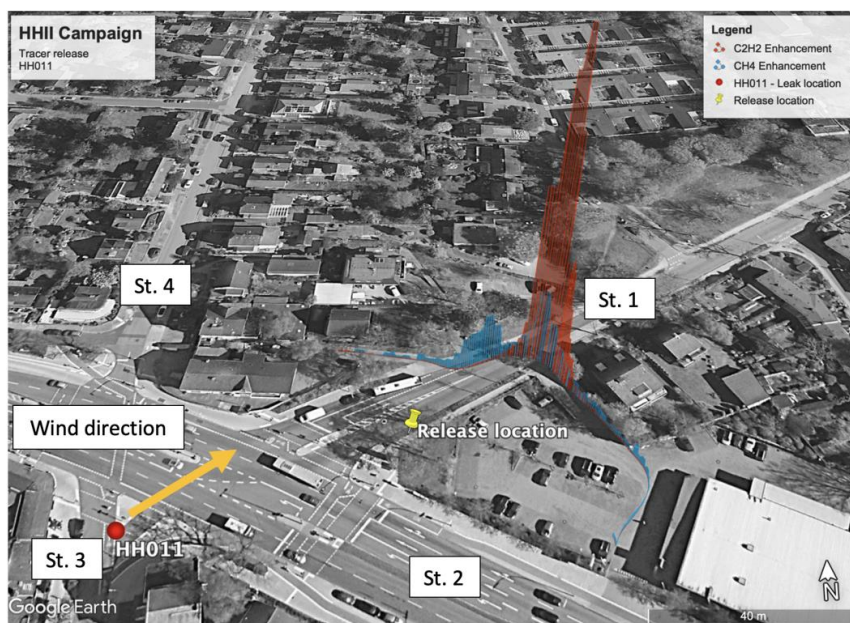 HHII Campaign
Tracer release
HH011
Legend
C2H2 Enhancement
CH4 Enhancement
HH011 - Leak location
Release location
St. 4
St. 1
Wind direction
Release location
HH011
St. 3
St. 2
Google Earth
N
40 m